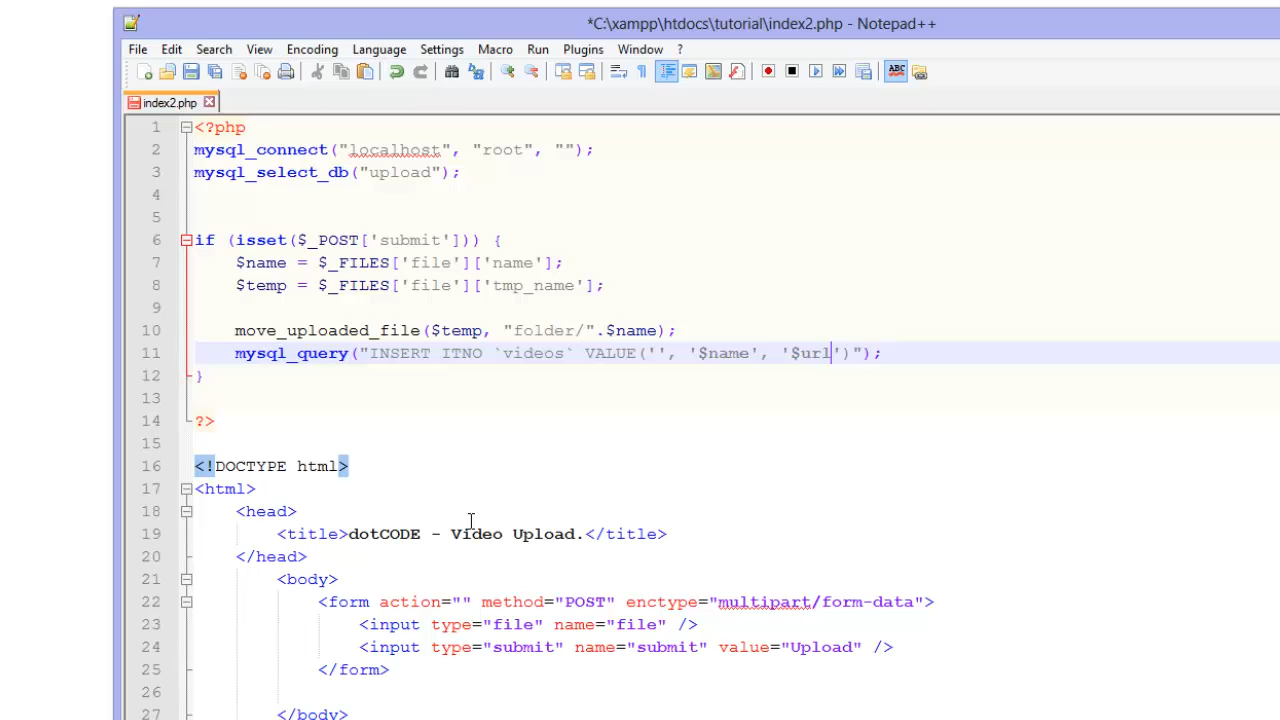 *C:\xampp\htdocs\tutorial\index2.php - Notepad++
File Edit Search View Encoding Language Settings Macro Run Plugins Window ?
ABC
index2.php
1 <?php
2 mysql_connect("localhost", "root", "");
3 mysql_select_db("upload");
4
5
6 if (isset($_POST['submit'])) {
7 $name = $_FILES['file']['name'];
8 $temp = $_FILES['file']['tmp_name'];
9
10 move_uploaded_file($temp, "folder/".$name);
11 mysql_query("INSERT ITNO `videos` VALUE('', '$name', '$url')");
12 }
13
14 ?>
15
16 <!DOCTYPE html>
17 <html>
18 <head>
19 <title>dotCODE - Video Upload.</title>
20 </head>
21 <body>
22 <form action="" method="POST" enctype="multipart/form-data">
23 <input type="file" name="file" />
24 <input type="submit" name="submit" value="Upload" />
25 </form>
26
27 </body>